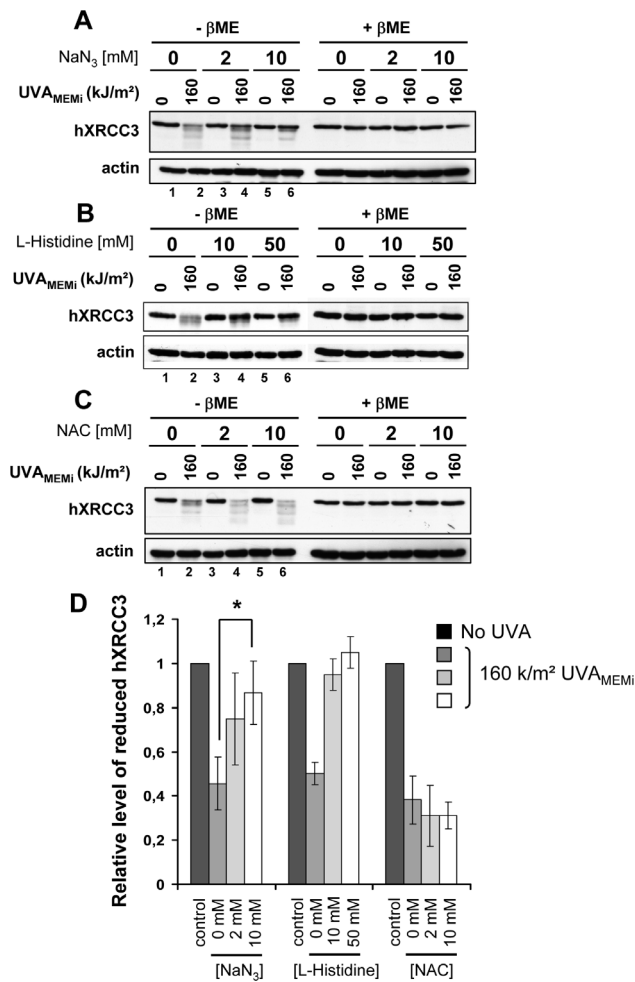 A
- βME + βME
NaN3 [mM] 0 2 10 0 2 10
UVAMEMi (kJ/m²) 0 160 0 160 0 160 0 160 0 160 0 160
hXRCC3
actin
1 2 3 4 5 6
B
- βME + βME
L-Histidine [mM] 0 10 50 0 10 50
UVAMEMi (kJ/m²) 0 160 0 160 0 160 0 160 0 160 0 160
hXRCC3
actin
1 2 3 4 5 6
C
- βME + βME
NAC [mM] 0 2 10 0 2 10
UVAMEMi (kJ/m²) 0 160 0 160 0 160 0 160 0 160 0 160
hXRCC3
actin
1 2 3 4 5 6
D
Relative level of reduced hXRCC3
1,2
1
0,8
0,6
0,4
0,2
0
*
No UVA
160 k/m² UVAMEMi
control 0 mM 2 mM 10 mM control 0 mM 10 mM 50 mM control 0 mM 2 mM 10 mM
[NaN3] [L-Histidine] [NAC]